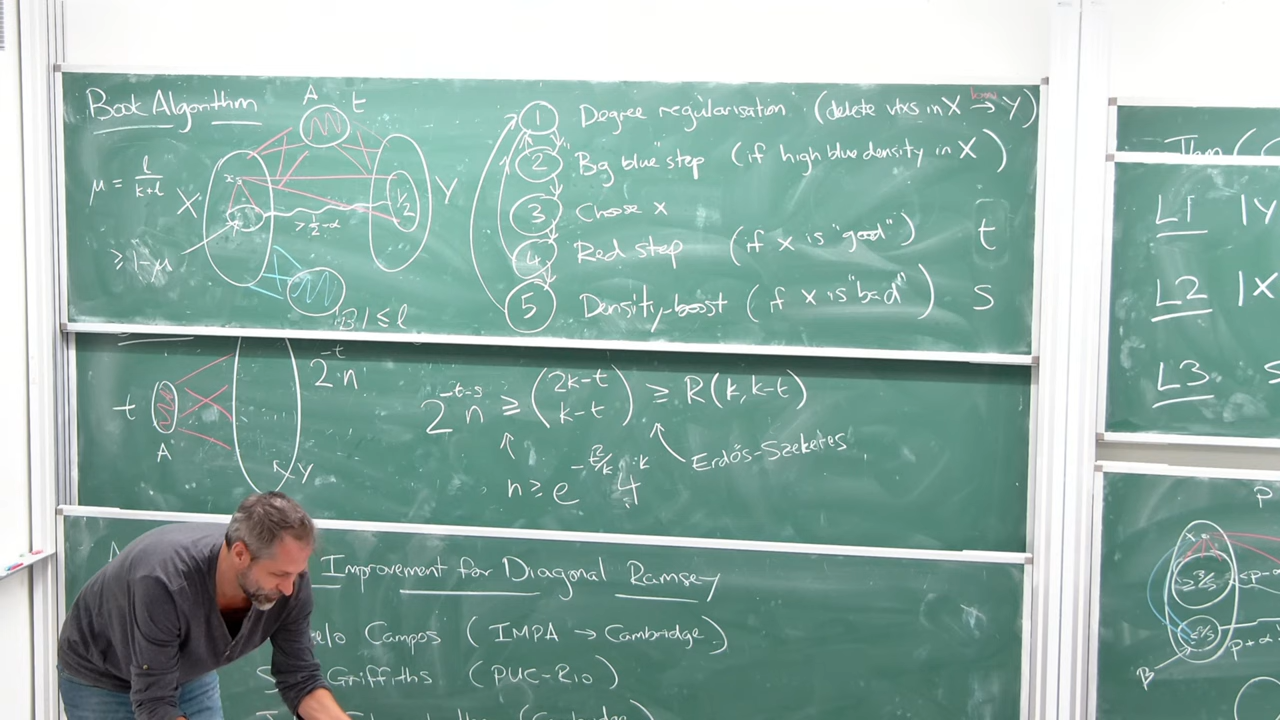 Book Algorithm
A t
μ = l/(k+l)
X
x
Y
1/2
> 1/2 - α
≥ 1-μ
|B| ≤ l
1 Degree regularisation (delete vtxs in X → Y)
2 "Big blue" step (if high blue density in X)
3 Choose x
4 Red step (if x is "good") t
5 Density-boost (if x is "bad") s
t
A
Y
2^{-t} n
2^{-t-s} n ≥ (2k-t choose k-t) ≥ R(k, k-t)
Erdős-Szekeres
n ≥ e^{-t²/k} 4^k
Improvement for Diagonal Ramsey
Campos (IMPA → Cambridge)
Griffiths (PUC-Rio)
Thm (
L1 |Y
L2 |X
L3 S
P
x
p+α
B